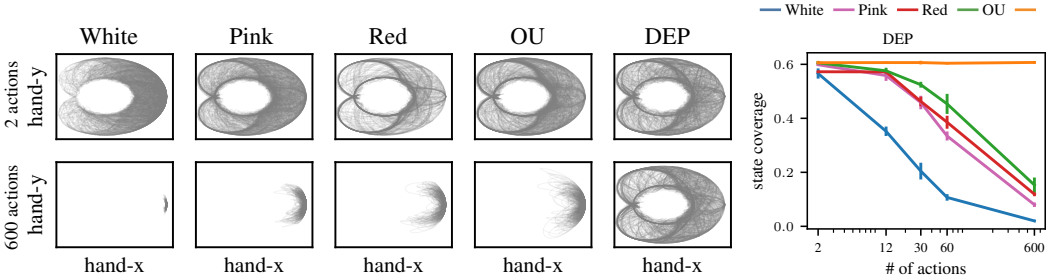 White Pink Red OU DEP
2 actions
hand-y
600 actions
hand-y
hand-x hand-x hand-x hand-x hand-x
White Pink Red OU
DEP
state coverage
0.6
0.4
0.2
0.0
2 12 30 60 600
# of actions